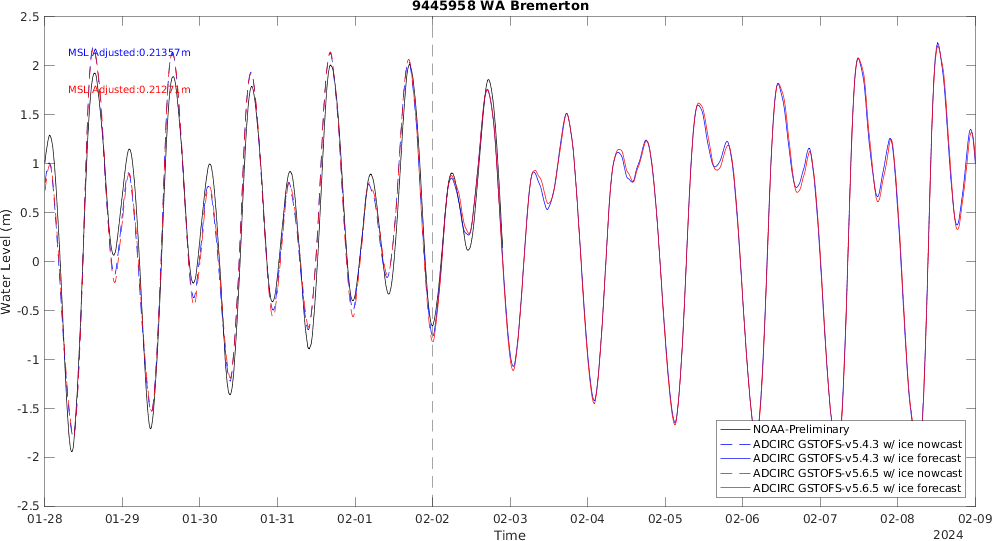 9445958 WA Bremerton
2.5
2
1.5
1
0.5
0
-0.5
-1
-1.5
-2
-2.5
Water Level (m)
MSL Adjusted:0.21357m
MSL Adjusted:0.21271m
NOAA-Preliminary
ADCIRC GSTOFS-v5.4.3 w/ ice nowcast
ADCIRC GSTOFS-v5.4.3 w/ ice forecast
ADCIRC GSTOFS-v5.6.5 w/ ice nowcast
ADCIRC GSTOFS-v5.6.5 w/ ice forecast
01-28 01-29 01-30 01-31 02-01 02-02 02-03 02-04 02-05 02-06 02-07 02-08 02-09
Time
2024